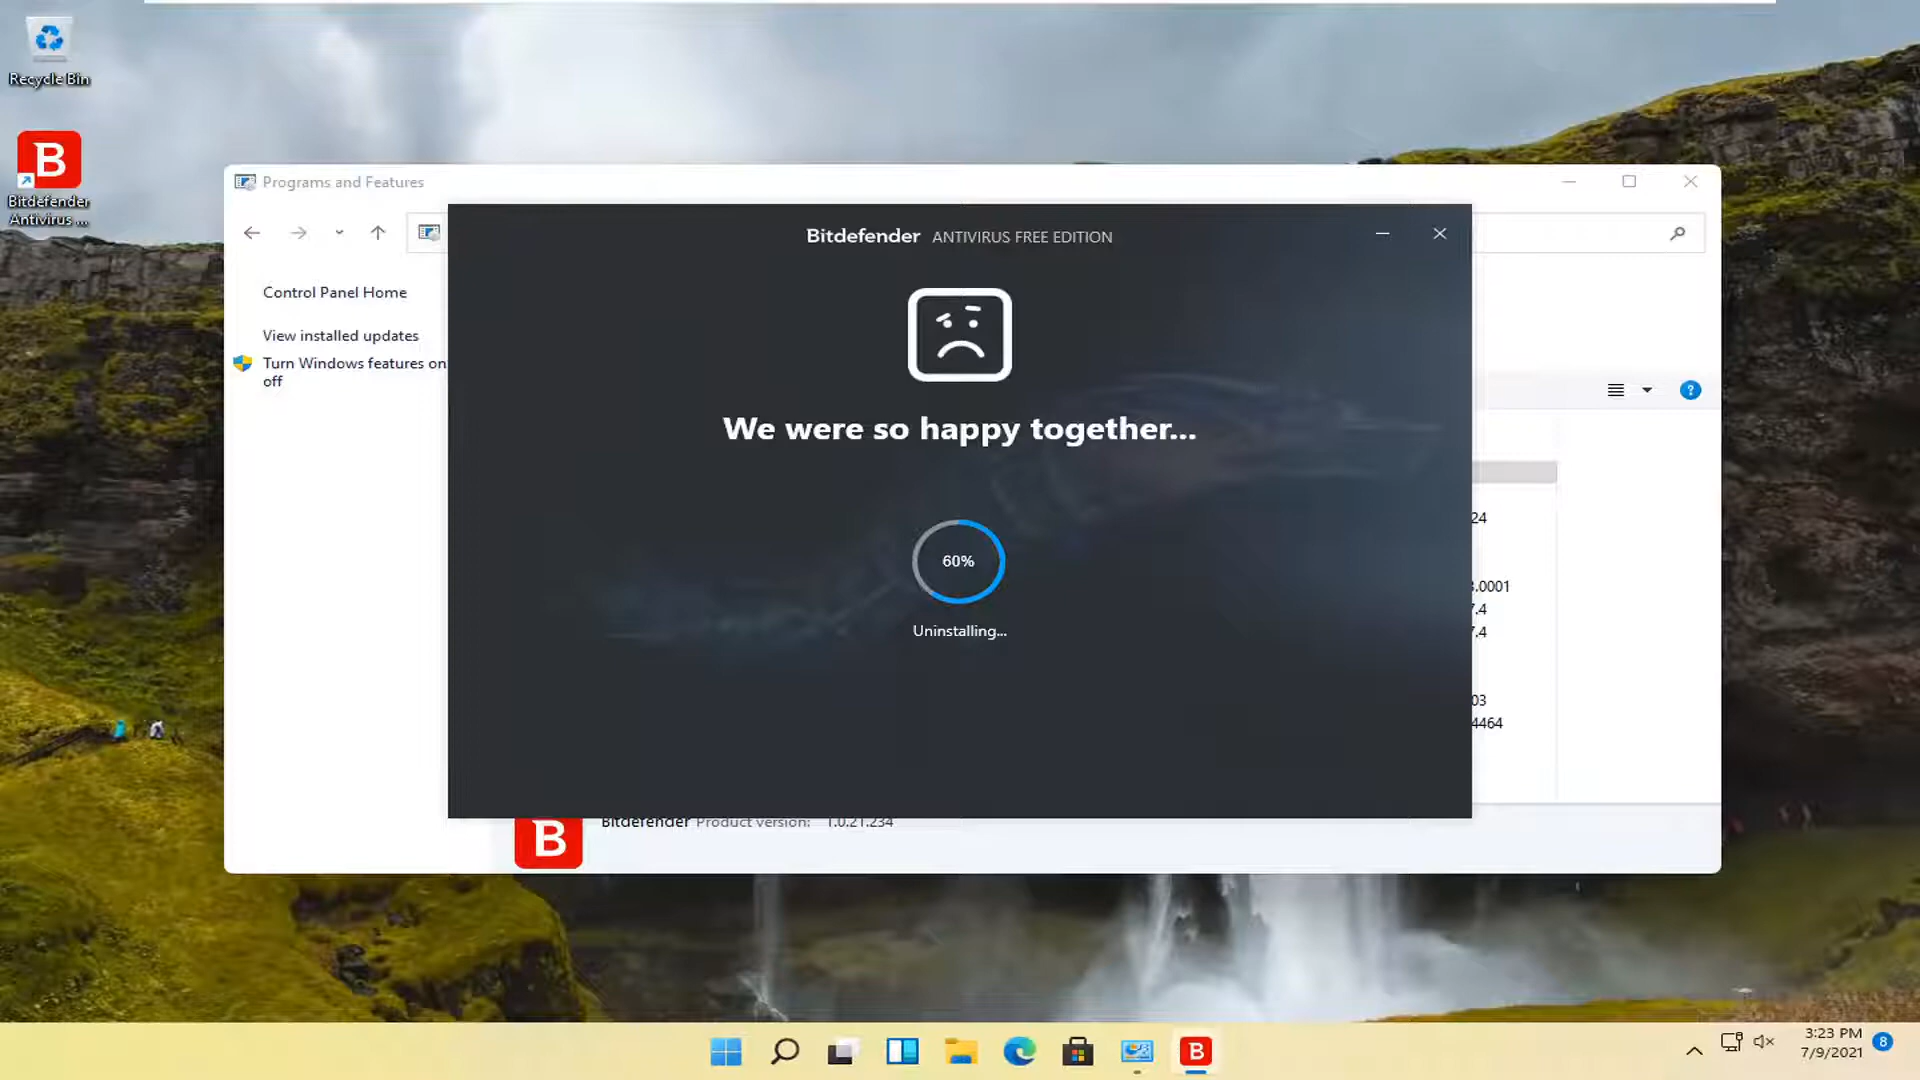 Recycle Bin
B
Bitdefender
Antivirus ...
Programs and Features
Control Panel Home
View installed updates
Turn Windows features on
off
Bitdefender ANTIVIRUS FREE EDITION
We were so happy together...
60%
Uninstalling...
?
24
.0001
7.4
7.4
03
4464
B
Bitdefender Product version: 1.0.21.234
B
3:23 PM
7/9/2021
8